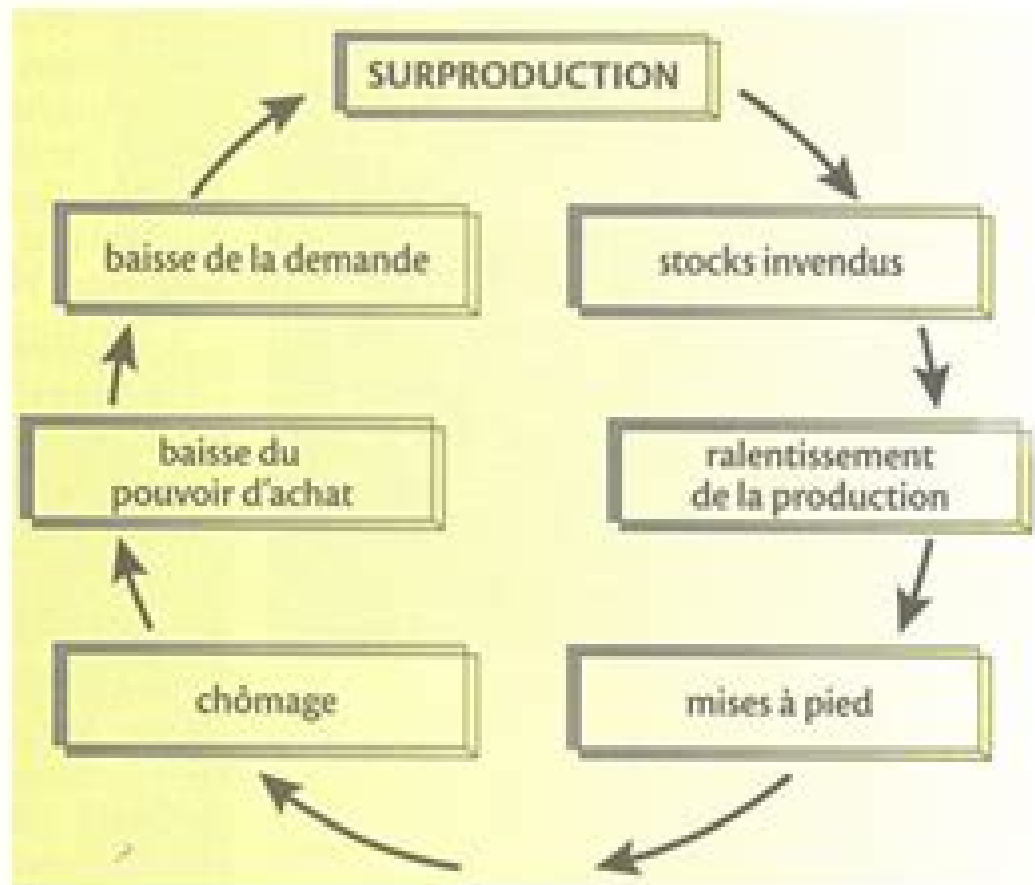 SURPRODUCTION
stocks invendus
ralentissement
de la production
mises à pied
chômage
baisse du
pouvoir d'achat
baisse de la demande